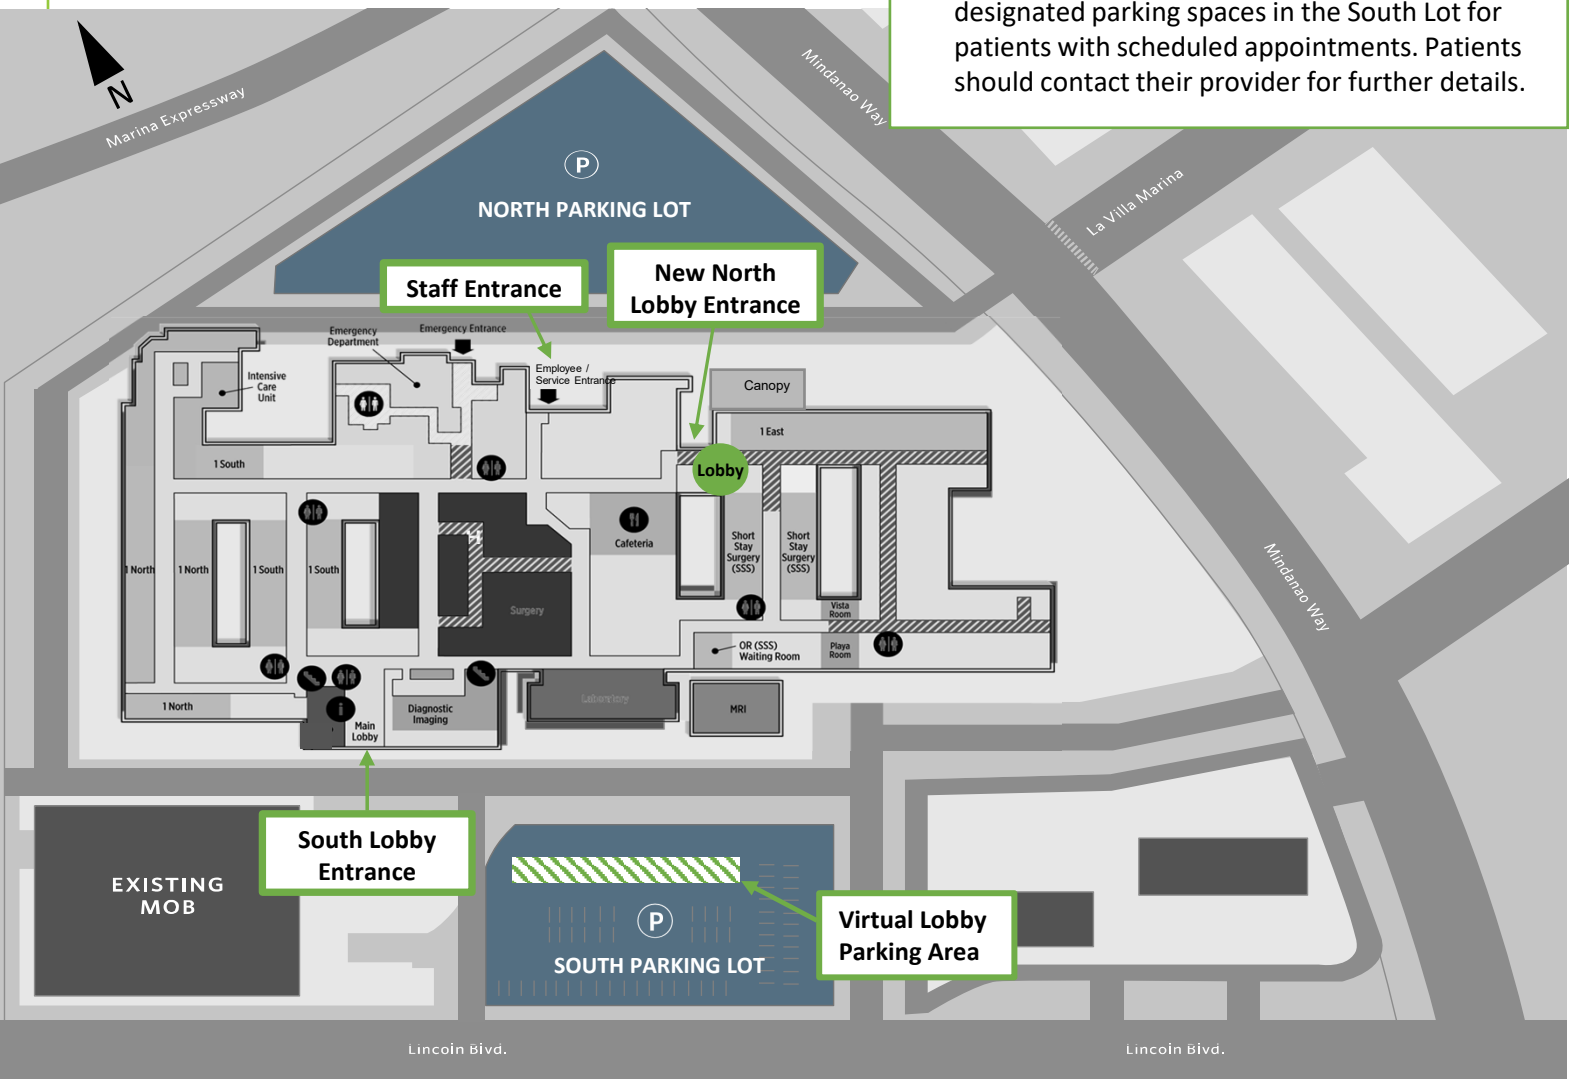 designated parking spaces in the South Lot for
patients with scheduled appointments. Patients
should contact their provider for further details.
N
Marina Expressway
Mindanao Way
La Villa Marina
P
NORTH PARKING LOT
Staff Entrance
New North
Lobby Entrance
Emergency
Department
Emergency Entrance
Employee /
Service Entrance
Intensive
Care
Unit
Canopy
1 East
1 South
Lobby
Cafeteria
H
Short
Stay
Surgery
(SSS)
Short
Stay
Surgery
(SSS)
1 North
1 North
1 South
1 South
Surgery
Vista
Room
OR (SSS)
Waiting Room
Playa
Room
Mindanao Way
1 North
i
Main
Lobby
Diagnostic
Imaging
Laboratory
MRI
South Lobby
Entrance
EXISTING
MOB
P
SOUTH PARKING LOT
Virtual Lobby
Parking Area
Lincoln Blvd.
Lincoln Blvd.